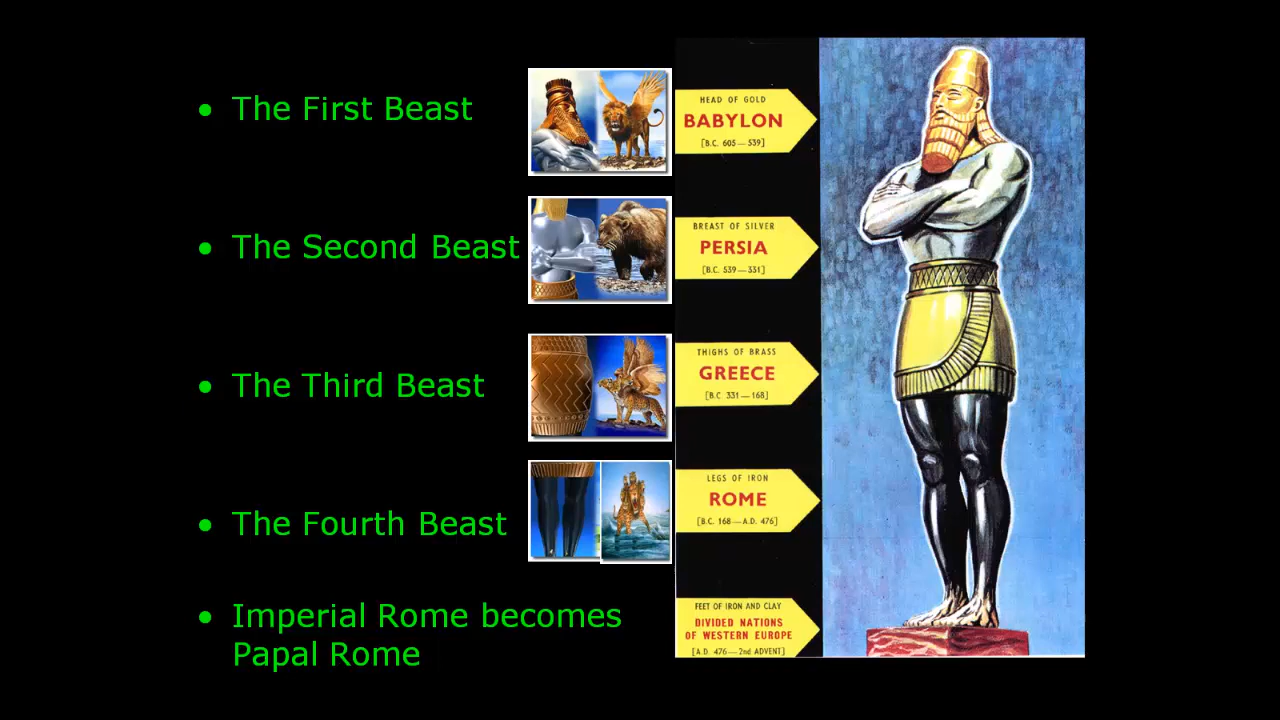 • The First Beast
• The Second Beast
• The Third Beast
• The Fourth Beast
• Imperial Rome becomes
Papal Rome
HEAD OF GOLD
BABYLON
[B.C. 605—539]
BREAST OF SILVER
PERSIA
[B.C. 539—331]
THIGHS OF BRASS
GREECE
[B.C 331—168]
LEGS OF IRON
ROME
[B.C. 168—A.D. 476]
FEET OF IRON AND CLAY
DIVIDED NATIONS
OF WESTERN EUROPE
[A.D. 476—2nd ADVENT]